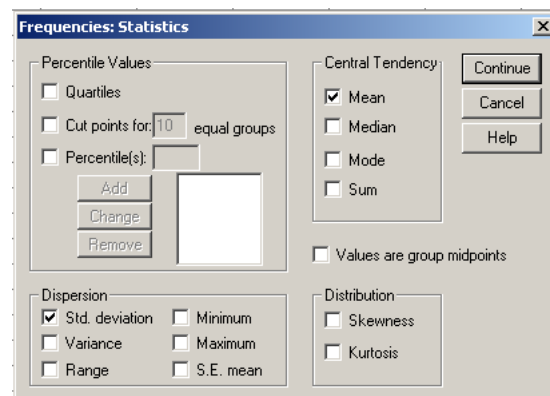 Frequencies: Statistics
Percentile Values
Quartiles
Cut points for: 10 equal groups
Percentile(s):
Add
Change
Remove
Central Tendency
Mean
Median
Mode
Sum
Continue
Cancel
Help
Values are group midpoints
Dispersion
Std. deviation Minimum
Variance Maximum
Range S.E. mean
Distribution
Skewness
Kurtosis